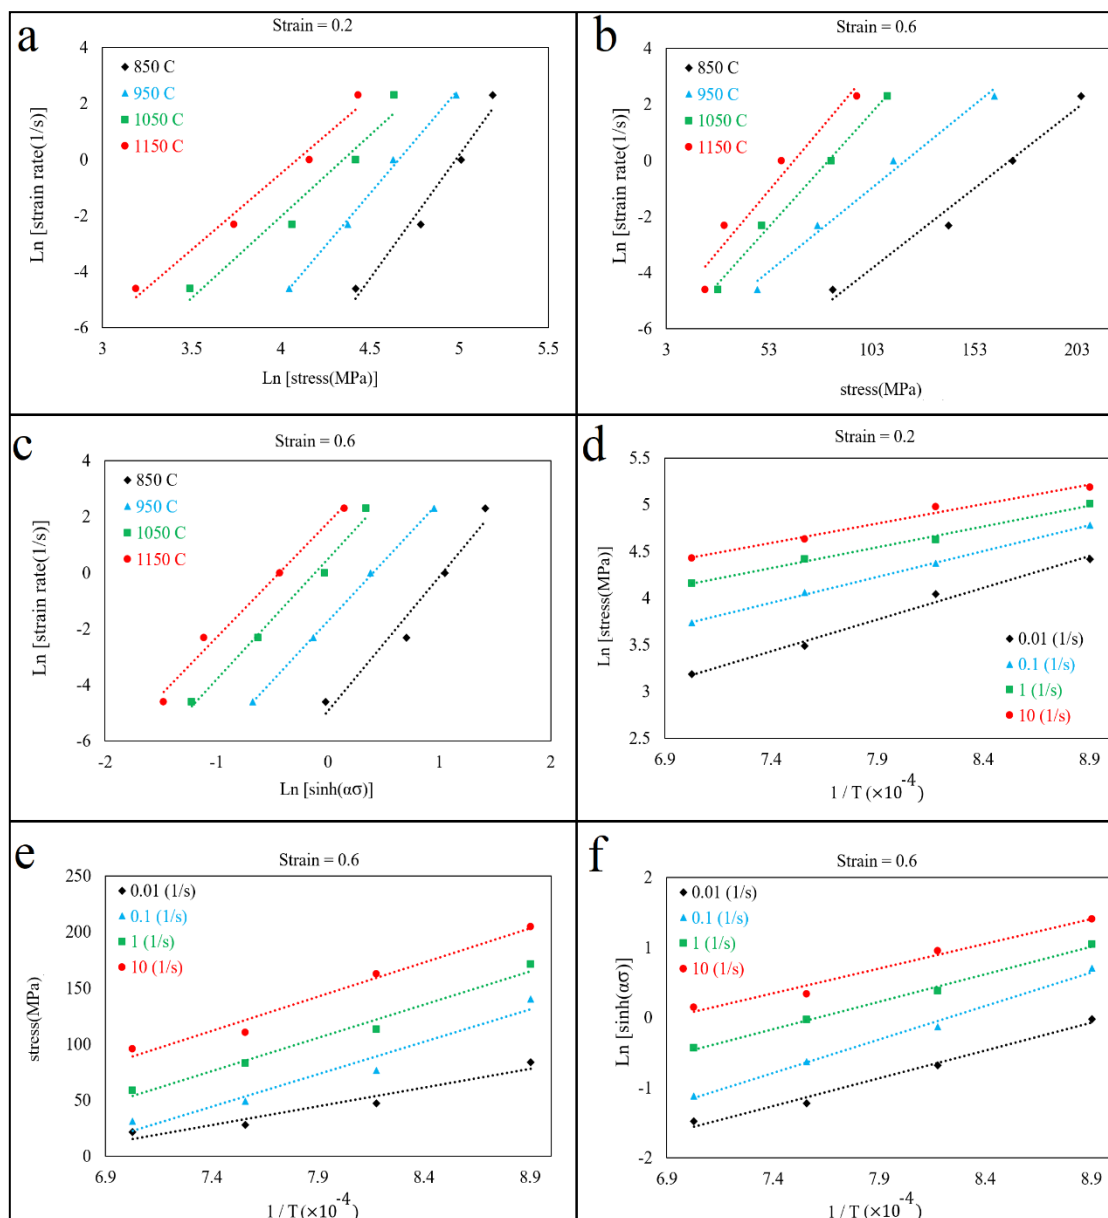 a
Strain = 0.2
Ln [strain rate(1/s)]
4
2
0
-2
-4
-6
850 C
950 C
1050 C
1150 C
3
3.5
4
4.5
5
5.5
Ln [stress(MPa)]
b
Strain = 0.6
Ln [strain rate(1/s)]
4
2
0
-2
-4
-6
850 C
950 C
1050 C
1150 C
3
53
103
153
203
stress(MPa)
c
Strain = 0.6
Ln [strain rate(1/s)]
4
2
0
-2
-4
-6
850 C
950 C
1050 C
1150 C
-2
-1
0
1
2
Ln [sinh(ασ)]
d
Strain = 0.2
Ln [stress(MPa)]
5.5
5
4.5
4
3.5
3
2.5
0.01 (1/s)
0.1 (1/s)
1 (1/s)
10 (1/s)
6.9
7.4
7.9
8.4
8.9
1 / T (×10⁻⁴)
e
Strain = 0.6
stress(MPa)
250
200
150
100
50
0
0.01 (1/s)
0.1 (1/s)
1 (1/s)
10 (1/s)
6.9
7.4
7.9
8.4
8.9
1 / T (×10⁻⁴)
f
Strain = 0.6
Ln [sinh(ασ)]
2
1
0
-1
-2
0.01 (1/s)
0.1 (1/s)
1 (1/s)
10 (1/s)
6.9
7.4
7.9
8.4
8.9
1 / T (×10⁻⁴)